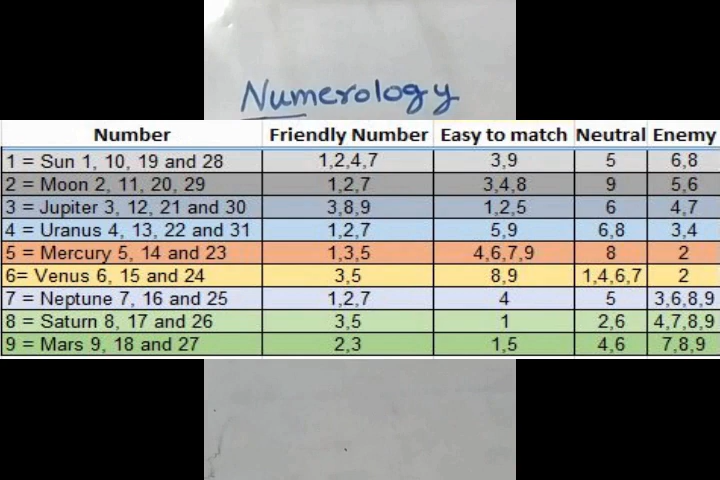 Numerology
Number Friendly Number Easy to match Neutral Enemy
1 = Sun 1, 10, 19 and 28 1,2,4,7 3,9 5 6,8
2 = Moon 2, 11, 20, 29 1,2,7 3,4,8 9 5,6
3 = Jupiter 3, 12, 21 and 30 3,8,9 1,2,5 6 4,7
4 = Uranus 4, 13, 22 and 31 1,2,7 5,9 6,8 3,4
5 = Mercury 5, 14 and 23 1,3,5 4,6,7,9 8 2
6= Venus 6, 15 and 24 3,5 8,9 1,4,6,7 2
7 = Neptune 7, 16 and 25 1,2,7 4 5 3,6,8,9
8 = Saturn 8, 17 and 26 3,5 1 2,6 4,7,8,9
9 = Mars 9, 18 and 27 2,3 1,5 4,6 7,8,9